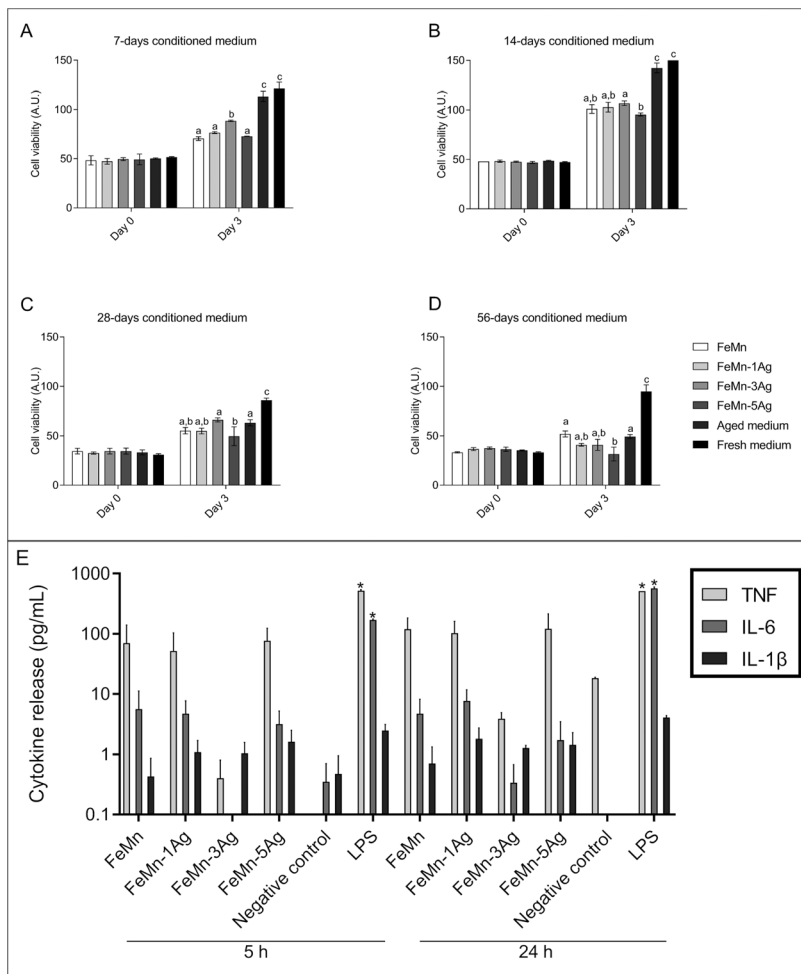 A
7-days conditioned medium
Cell viability (A.U.)
150
100
50
0
a
a
b
a
c
c
Day 0
Day 3
B
14-days conditioned medium
Cell viability (A.U.)
150
100
50
0
a,b
a,b
a
b
c
c
Day 0
Day 3
C
28-days conditioned medium
Cell viability (A.U.)
150
100
50
0
a,b
a,b
a
b
a
c
Day 0
Day 3
D
56-days conditioned medium
Cell viability (A.U.)
150
100
50
0
a
a,b
a,b
b
a
c
Day 0
Day 3
FeMn
FeMn-1Ag
FeMn-3Ag
FeMn-5Ag
Aged medium
Fresh medium
E
Cytokine release (pg/mL)
1000
100
10
1
0.1
* * * *
FeMn
FeMn-1Ag
FeMn-3Ag
FeMn-5Ag
Negative control
LPS
FeMn
FeMn-1Ag
FeMn-3Ag
FeMn-5Ag
Negative control
LPS
5 h
24 h
TNF
IL-6
IL-1β